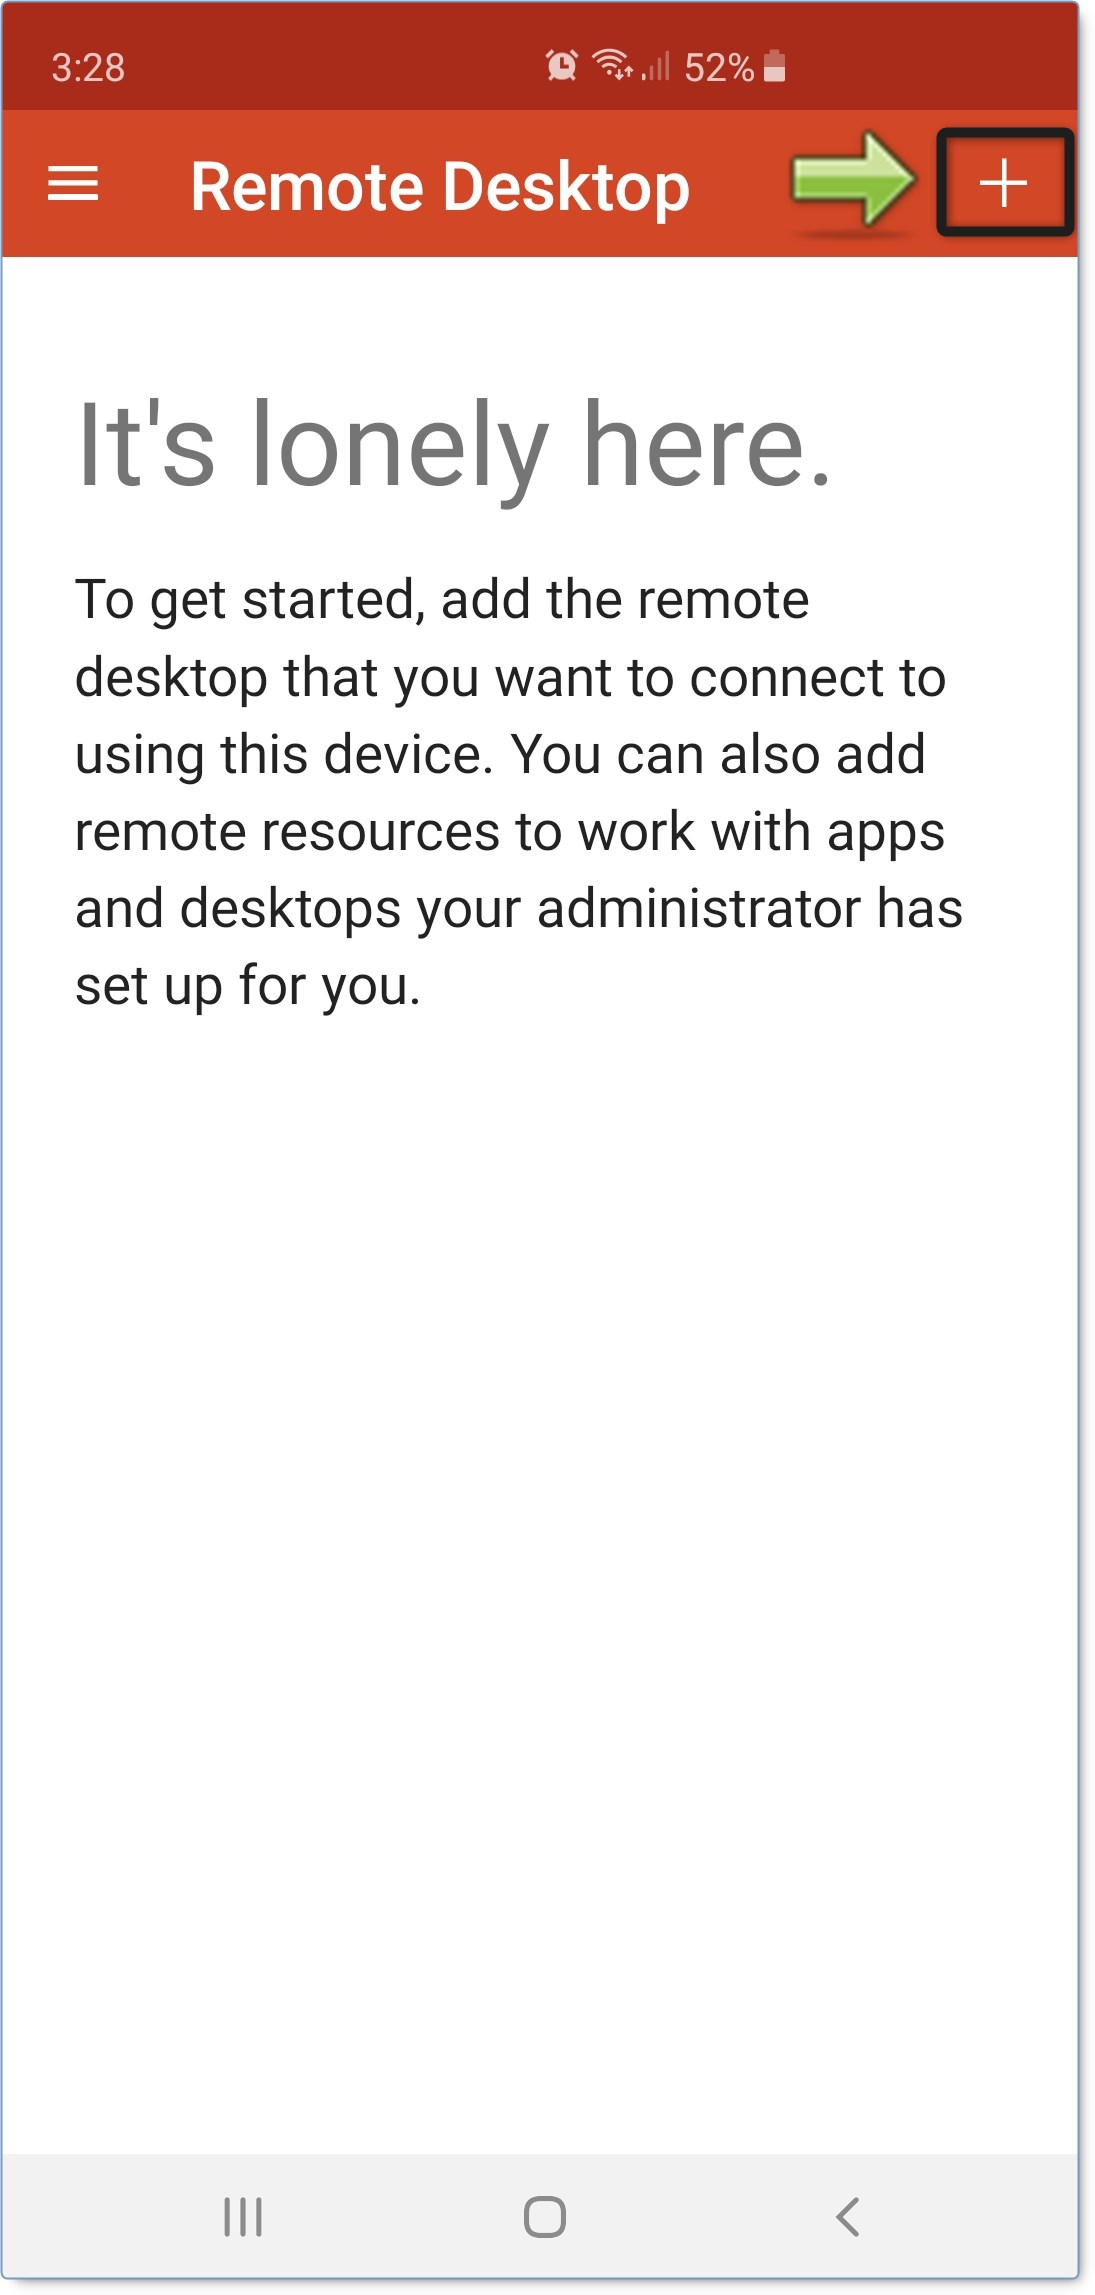 3:28
52%
Remote Desktop
It's lonely here.
To get started, add the remote
desktop that you want to connect to
using this device. You can also add
remote resources to work with apps
and desktops your administrator has
set up for you.